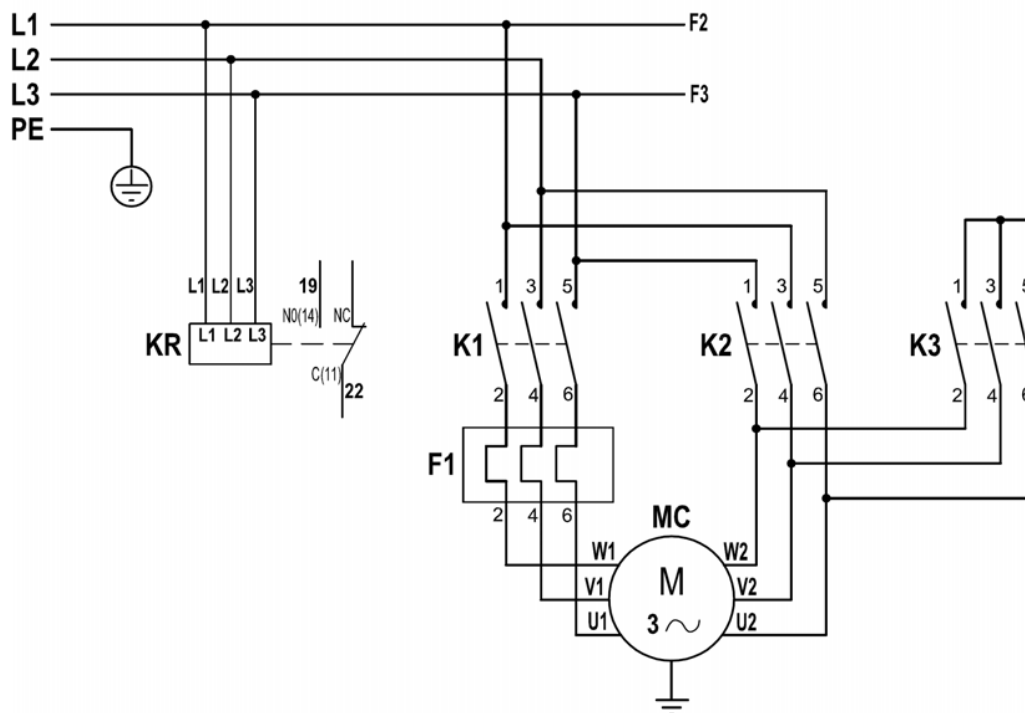 L1 F2
L2
L3 F3
PE
L1 L2 L3 19 1 3 5 1 3 5 1 3 5
N0(14) NC
KR L1 L2 L3 K1 K2 K3
C(11) 22 2 4 6 2 4 6 2 4 6
F1
2 4 6 MC
W1 W2
V1 M V2
U1 3 U2